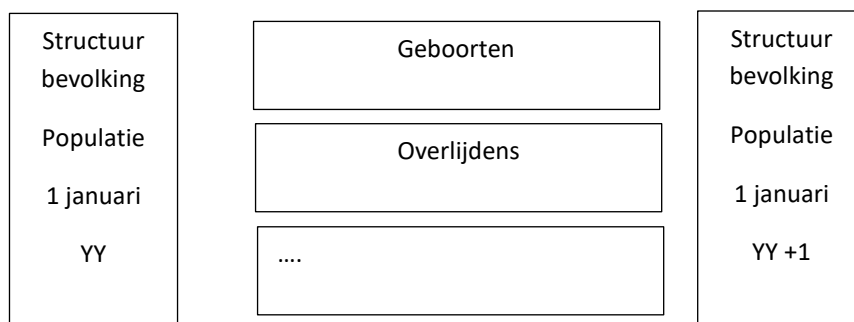 Structuur
bevolking
Populatie
1 januari
YY
Geboorten
Overlijdens
....
Structuur
bevolking
Populatie
1 januari
YY +1